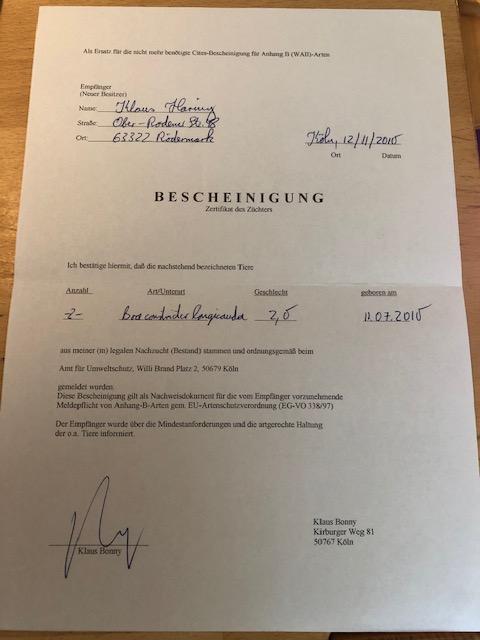 Als Ersatz für die nicht mehr benötigte Cites-Bescheinigung für Anhang B (WAII)-Arten
Empfänger
(Neuer Besitzer)
Name: Klaus Haring
Straße: Ober-Rodener Str. 
Ort: 63322 Rödermark
Köln, 12/11/2015
Ort Datum
BESCHEINIGUNG
Zertifikat des Züchters
Ich bestätige hiermit, daß die nachstehend bezeichneten Tiere
Anzahl Art/Unterart Geschlecht geboren am
2- Boa constrictor longicauda 2,0 11.07.2015
aus meiner (m) legalen Nachzucht (Bestand) stammen und ordnungsgemäß beim
Amt für Umweltschutz, Willi Brand Platz 2, 50679 Köln
gemeldet wurden.
Diese Bescheinigung gilt als Nachweisdokument für die vom Empfänger vorzunehmende
Meldepflicht von Anhang-B-Arten gem. EU-Artenschutzverordnung (EG-VO 338/97)
Der Empfänger wurde über die Mindestanforderungen und die artgerechte Haltung
der o.a. Tiere informiert.
Klaus Bonny
Klaus Bonny
Kirburger Weg 81
50767 Köln